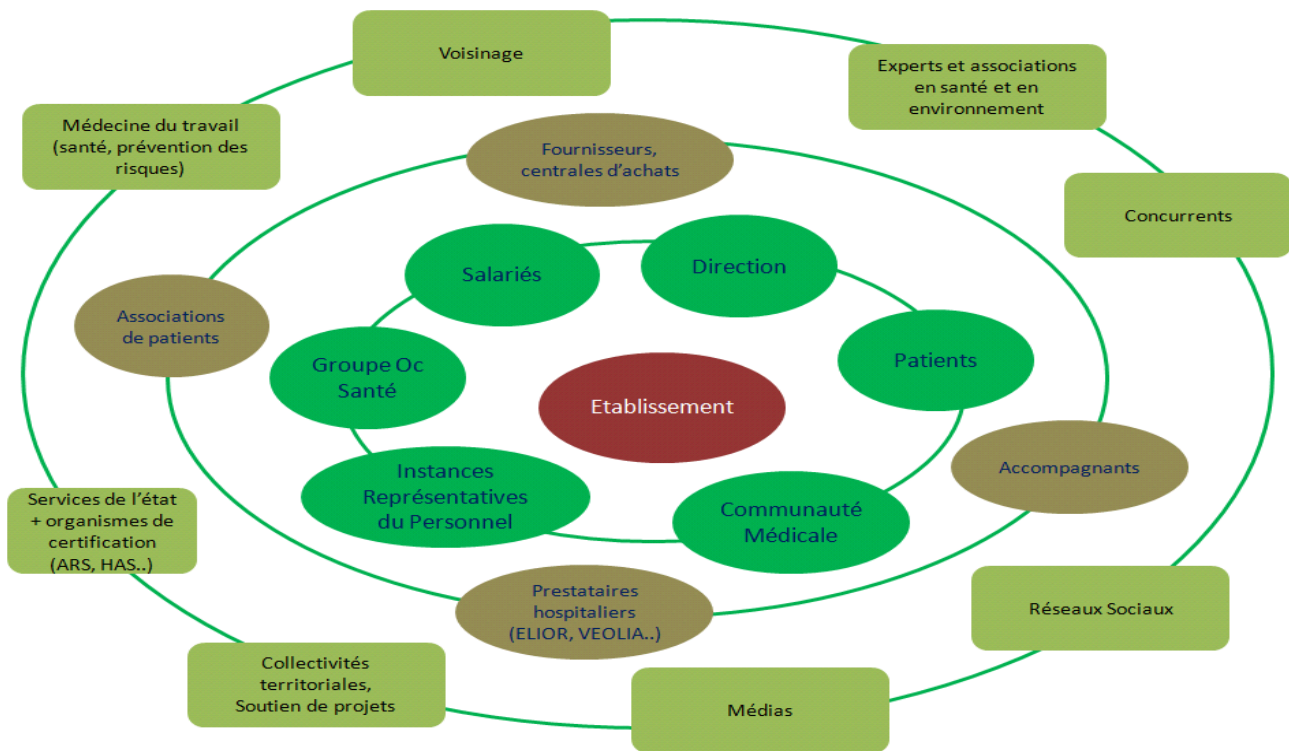 Voisinage
Experts et associations
en santé et en
environnement
Médecine du travail
(santé, prévention des
risques)
Fournisseurs,
centrales d'achats
Concurrents
Salariés
Direction
Associations
de patients
Groupe Oc
Santé
Patients
Etablissement
Accompagnants
Instances
Représentatives
du Personnel
Communauté
Médicale
Services de l'état
+ organismes de
certification
(ARS, HAS..)
Prestataires
hospitaliers
(ELIOR, VEOLIA..)
Réseaux Sociaux
Collectivités
territoriales,
Soutien de projets
Médias